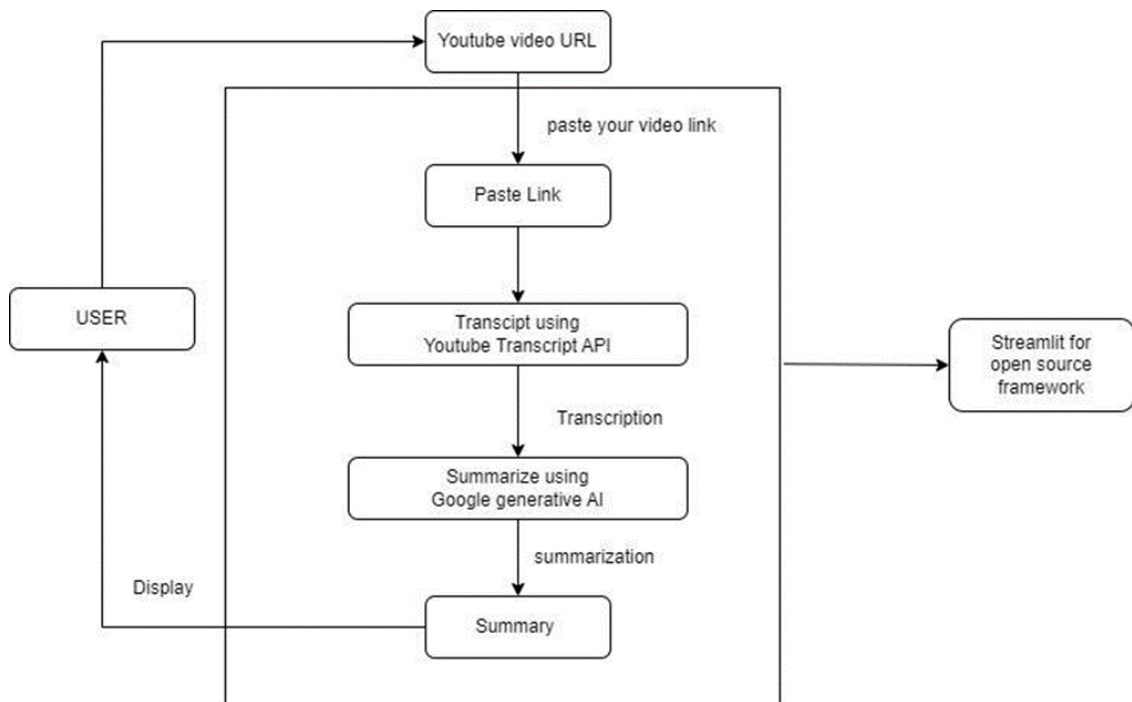 Youtube video URL
paste your video link
Paste Link
USER
Transcipt using
Youtube Transcript API
Streamlit for
open source
framework
Transcription
Summarize using
Google generative AI
summarization
Display
Summary